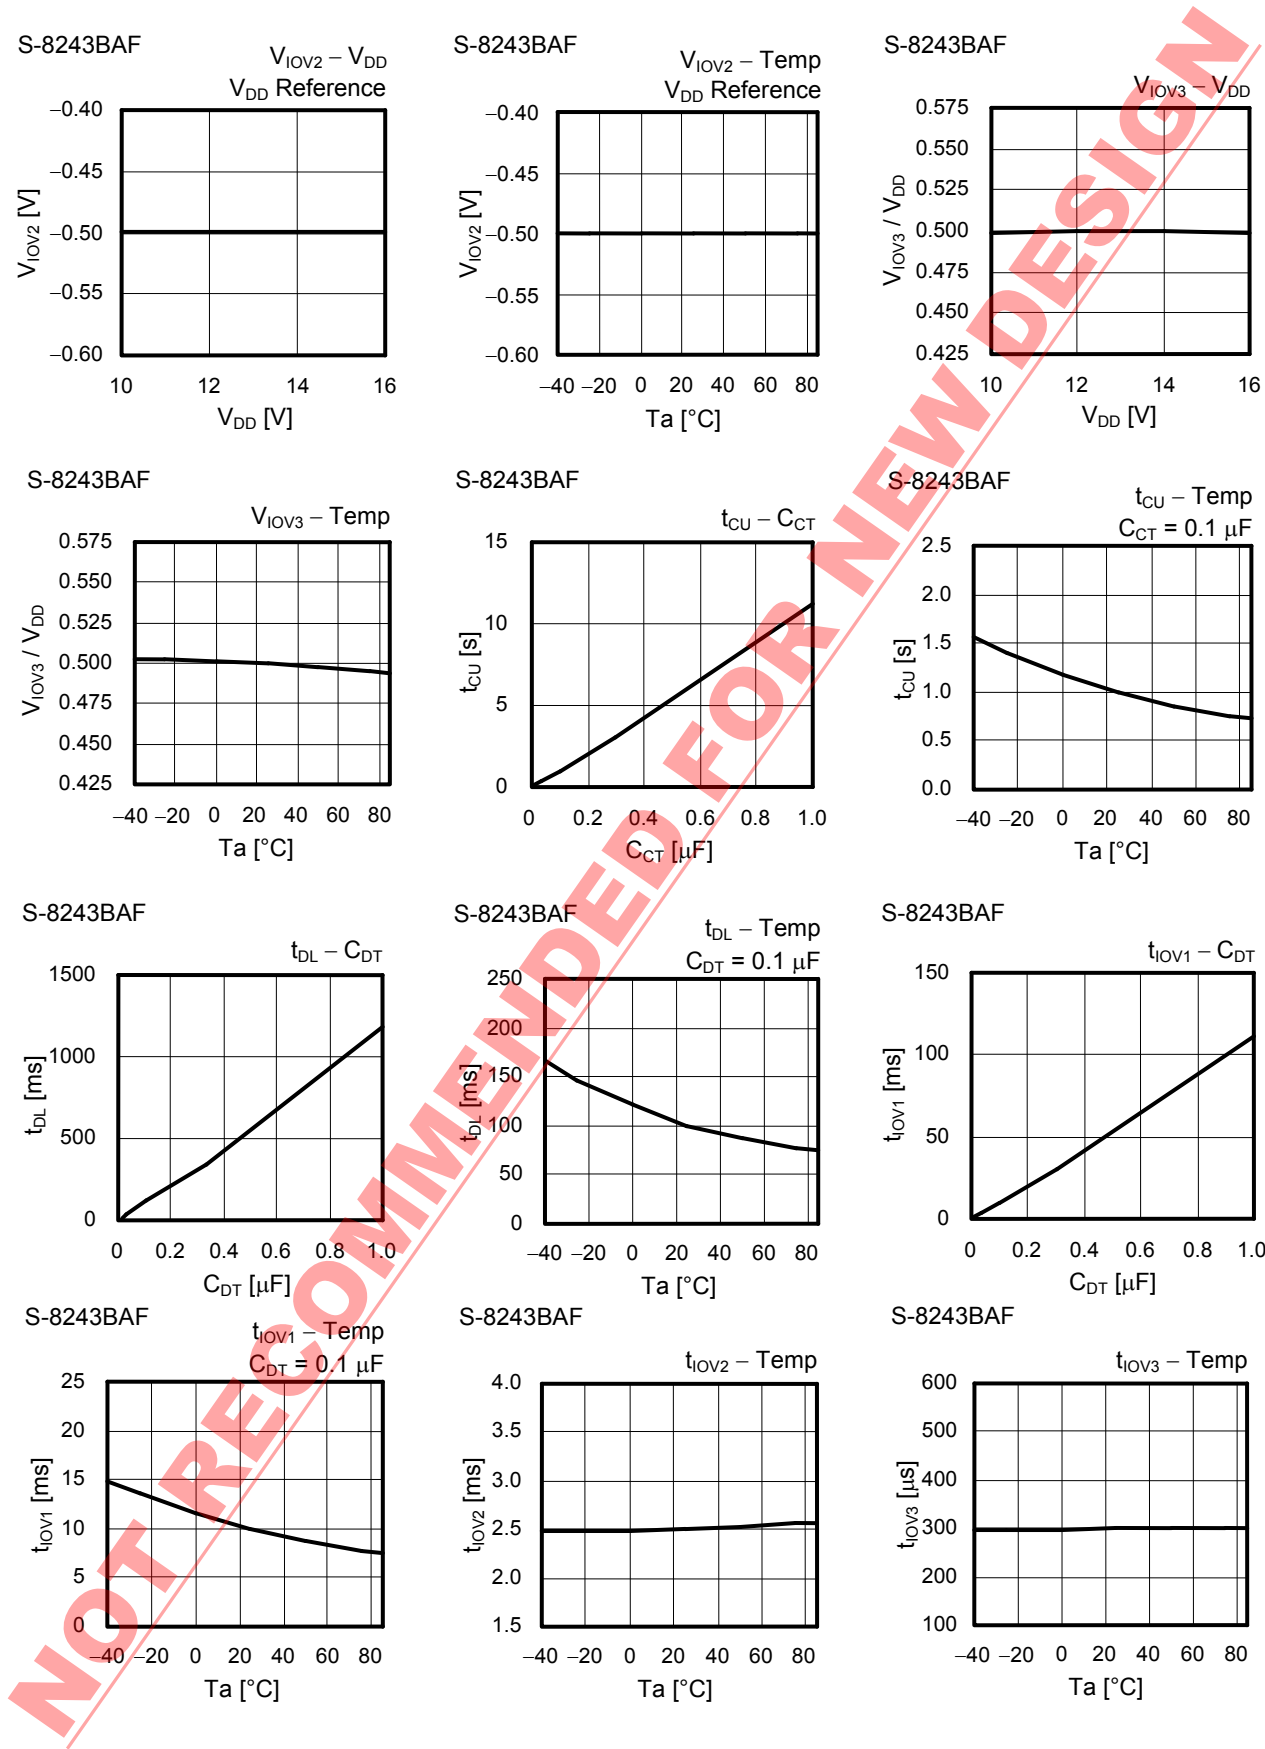 S-8243BAF
VIOV2 – VDD
VDD Reference
–0.40
–0.45
–0.50
–0.55
–0.60
VIOV2 [V]
10 12 14 16
VDD [V]
S-8243BAF
VIOV2 – Temp
VDD Reference
–0.40
–0.45
–0.50
–0.55
–0.60
VIOV2 [V]
–40 –20 0 20 40 60 80
Ta [°C]
S-8243BAF
VIOV3 – VDD
0.575
0.550
0.525
0.500
0.475
0.450
0.425
VIOV3 / VDD
10 12 14 16
VDD [V]
S-8243BAF
VIOV3 – Temp
0.575
0.550
0.525
0.500
0.475
0.450
0.425
VIOV3 / VDD
–40 –20 0 20 40 60 80
Ta [°C]
S-8243BAF
tCU – CCT
15
10
5
0
tCU [s]
0 0.2 0.4 0.6 0.8 1.0
CCT [μF]
S-8243BAF
tCU – Temp
CCT = 0.1 μF
2.5
2.0
1.5
1.0
0.5
0.0
tCU [s]
–40 –20 0 20 40 60 80
Ta [°C]
S-8243BAF
tDL – CDT
1500
1000
500
0
tDL [ms]
0 0.2 0.4 0.6 0.8 1.0
CDT [μF]
S-8243BAF
tDL – Temp
CDT = 0.1 μF
250
200
150
100
50
0
tDL [ms]
–40 –20 0 20 40 60 80
Ta [°C]
S-8243BAF
tIOV1 – CDT
150
100
50
0
tIOV1 [ms]
0 0.2 0.4 0.6 0.8 1.0
CDT [μF]
S-8243BAF
tIOV1 – Temp
CDT = 0.1 μF
25
20
15
10
5
0
tIOV1 [ms]
–40 –20 0 20 40 60 80
Ta [°C]
S-8243BAF
tIOV2 – Temp
4.0
3.5
3.0
2.5
2.0
1.5
tIOV2 [ms]
–40 –20 0 20 40 60 80
Ta [°C]
S-8243BAF
tIOV3 – Temp
600
500
400
300
200
100
tIOV3 [μs]
–40 –20 0 20 40 60 80
Ta [°C]
NOT RECOMMENDED FOR NEW DESIGN